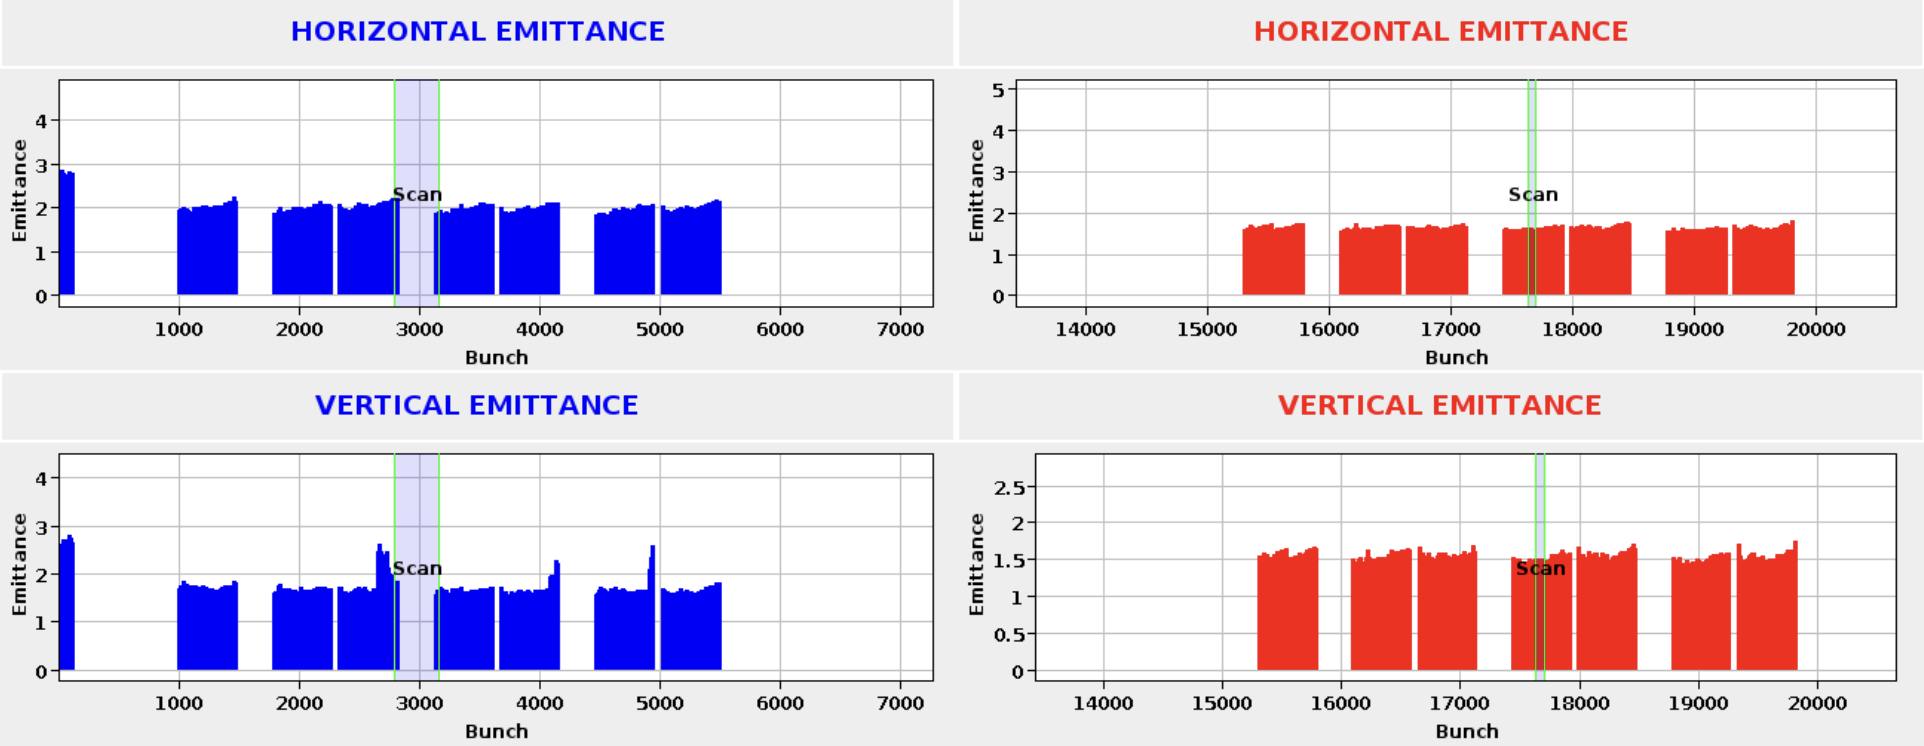 HORIZONTAL EMITTANCE
4
3
2
1
0
Emittance
Scan
1000 2000 3000 4000 5000 6000 7000
Bunch
HORIZONTAL EMITTANCE
5
4
3
2
1
0
Emittance
Scan
14000 15000 16000 17000 18000 19000 20000
Bunch
VERTICAL EMITTANCE
4
3
2
1
0
Emittance
Scan
1000 2000 3000 4000 5000 6000 7000
Bunch
VERTICAL EMITTANCE
2.5
2
1.5
1
0.5
0
Emittance
Scan
14000 15000 16000 17000 18000 19000 20000
Bunch